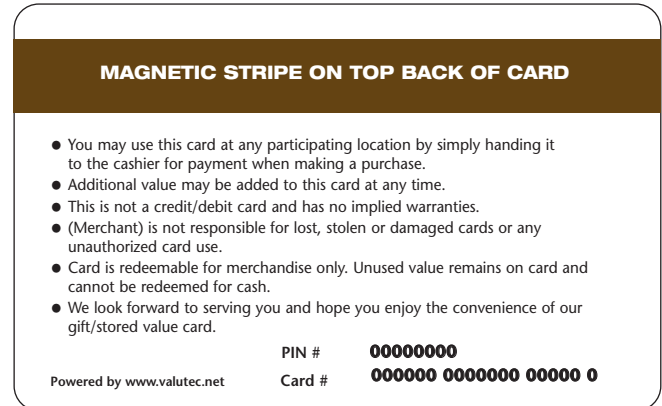 MAGNETIC STRIPE ON TOP BACK OF CARD
● You may use this card at any participating location by simply handing it
to the cashier for payment when making a purchase.
● Additional value may be added to this card at any time.
● This is not a credit/debit card and has no implied warranties.
● (Merchant) is not responsible for lost, stolen or damaged cards or any
unauthorized card use.
● Card is redeemable for merchandise only. Unused value remains on card and
cannot be redeemed for cash.
● We look forward to serving you and hope you enjoy the convenience of our
gift/stored value card.
PIN # 00000000
Powered by www.valutec.net Card # 000000 0000000 00000 0